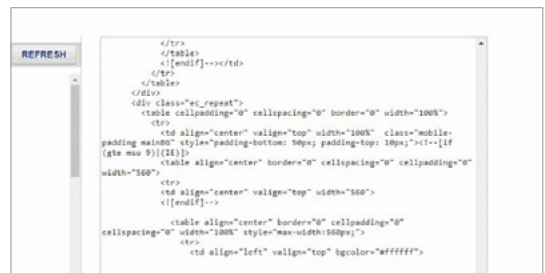 REFRESH
</tr>
</table>
<![endif]--></td>
</tr>
</table>
</div>
<div class="ec_repeat">
<table cellpadding="0" cellspacing="0" border="0" width="100%">
<tr>
<td align="center" valign="top" width="100%"  class="mobile-
padding mainBG" style="padding-bottom: 50px; padding-top: 10px;"><!--[if
(gte mso 9)|(IE)]>
<table align="center" border="0" cellspacing="0" cellpadding="0"
width="560">
<tr>
<td align="center" valign="top" width="560">
<![endif]-->
<table align="center" border="0" cellpadding="0"
cellspacing="0" width="100%" style="max-width:560px;">
<tr>
<td align="left" valign="top" bgcolor="#ffffff">